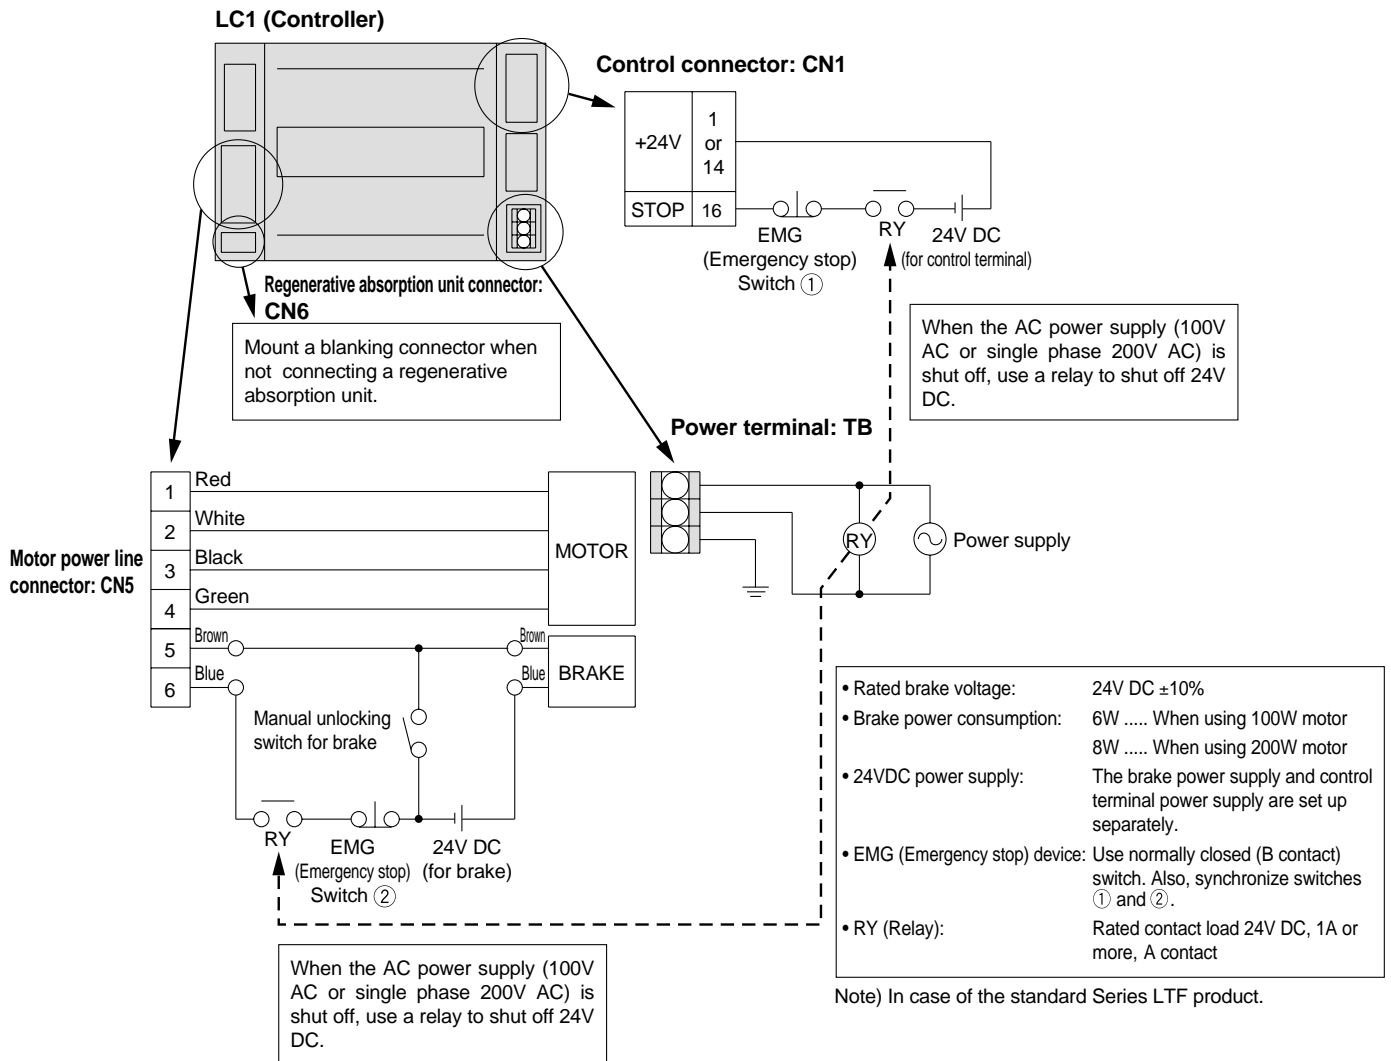 LC1 (Controller)
Control connector: CN1
+24V
1
or
14
STOP
16
EMG
(Emergency stop)
Switch ①
RY
24V DC
(for control terminal)
Regenerative absorption unit connector:
CN6
Mount a blanking connector when
not connecting a regenerative
absorption unit.
When the AC power supply (100V
AC or single phase 200V AC) is
shut off, use a relay to shut off 24V
DC.
Power terminal: TB
Motor power line
connector: CN5
1
Red
2
White
3
Black
4
Green
5
Brown
6
Blue
MOTOR
Brown
Blue
BRAKE
RY
Power supply
Manual unlocking
switch for brake
RY
EMG
(Emergency stop)
Switch ②
24V DC
(for brake)
When the AC power supply (100V
AC or single phase 200V AC) is
shut off, use a relay to shut off 24V
DC.
• Rated brake voltage: 24V DC ±10%
• Brake power consumption: 6W ..... When using 100W motor
8W ..... When using 200W motor
• 24VDC power supply: The brake power supply and control
terminal power supply are set up
separately.
• EMG (Emergency stop) device: Use normally closed (B contact)
switch. Also, synchronize switches
① and ②.
• RY (Relay): Rated contact load 24V DC, 1A or
more, A contact
Note) In case of the standard Series LTF product.